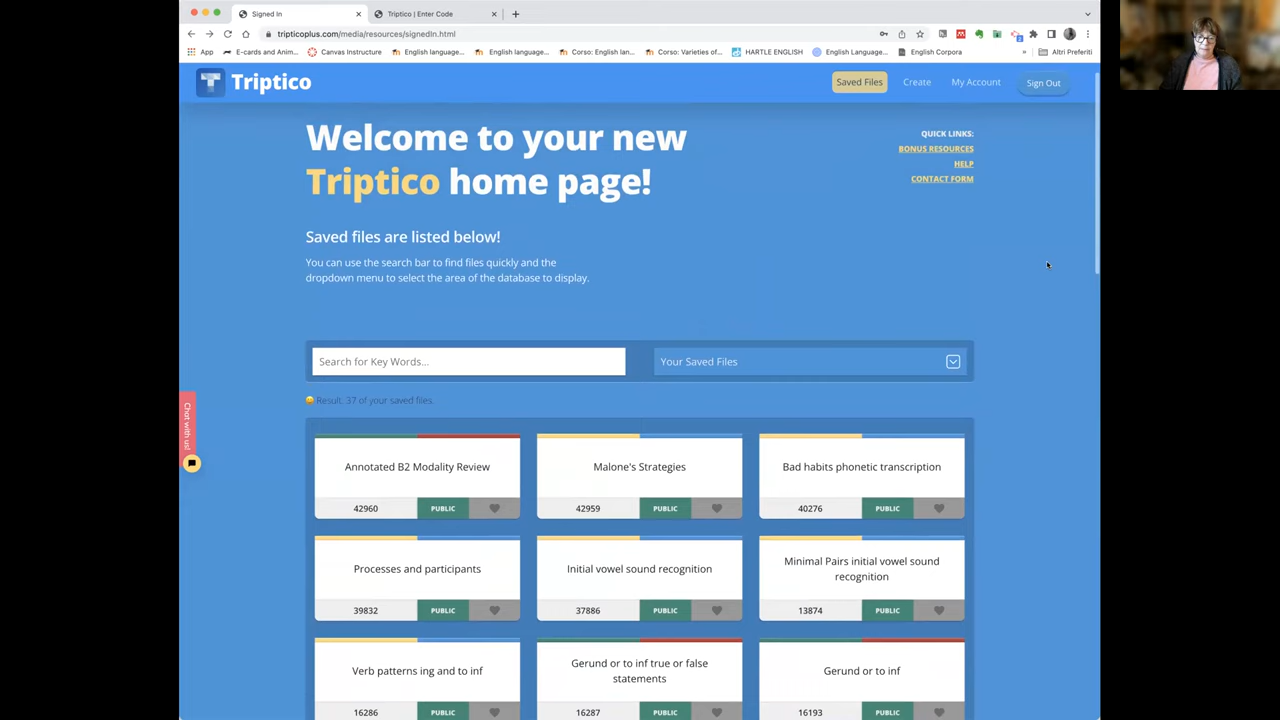 Signed In
Triptico | Enter Code
tripticoplus.com/media/resources/signedIn.html
App
E-cards and Anim...
Canvas Instructure
English language...
English language...
Corso: English lan...
Corso: Varieties of...
HARTLE ENGLISH
English Language...
English Corpora
»
Altri Preferiti
Triptico
Saved Files
Create
My Account
Sign Out
Welcome to your new
Triptico home page!
QUICK LINKS:
BONUS RESOURCES
HELP
CONTACT FORM
Saved files are listed below!
You can use the search bar to find files quickly and the
dropdown menu to select the area of the database to display.
Search for Key Words...
Your Saved Files
Result. 37 of your saved files.
Chat with us!
Annotated B2 Modality Review
42960 PUBLIC
Malone's Strategies
42959 PUBLIC
Bad habits phonetic transcription
40276 PUBLIC
Processes and participants
39832 PUBLIC
Initial vowel sound recognition
37886 PUBLIC
Minimal Pairs initial vowel sound
recognition
13874 PUBLIC
Verb patterns ing and to inf
16286 PUBLIC
Gerund or to inf true or false
statements
16287 PUBLIC
Gerund or to inf
16193 PUBLIC